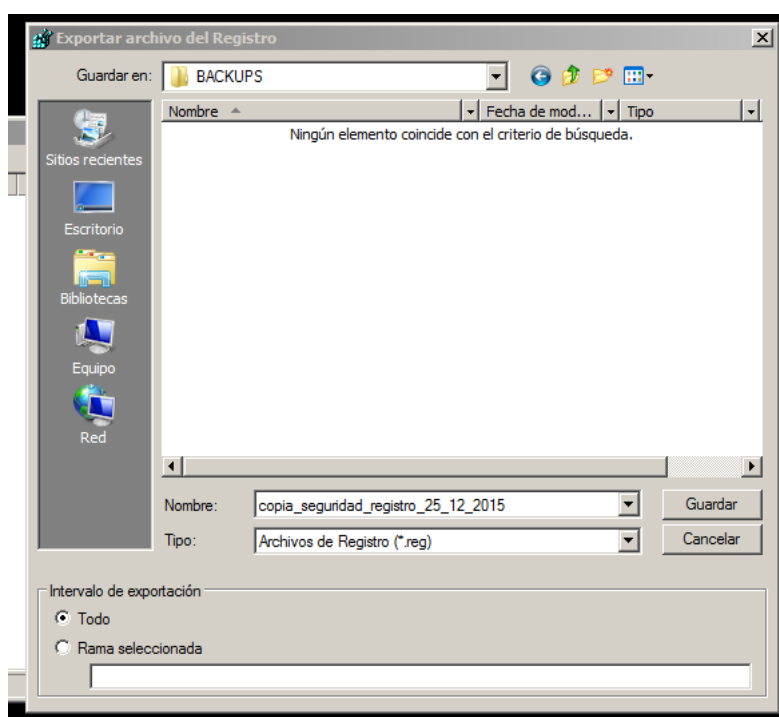 Exportar archivo del Registro
Guardar en: BACKUPS
Nombre Fecha de mod... Tipo
Ningún elemento coincide con el criterio de búsqueda.
Sitios recientes
Escritorio
Bibliotecas
Equipo
Red
Nombre: copia_seguridad_registro_25_12_2015 Guardar
Tipo: Archivos de Registro (*.reg) Cancelar
Intervalo de exportación
Todo
Rama seleccionada